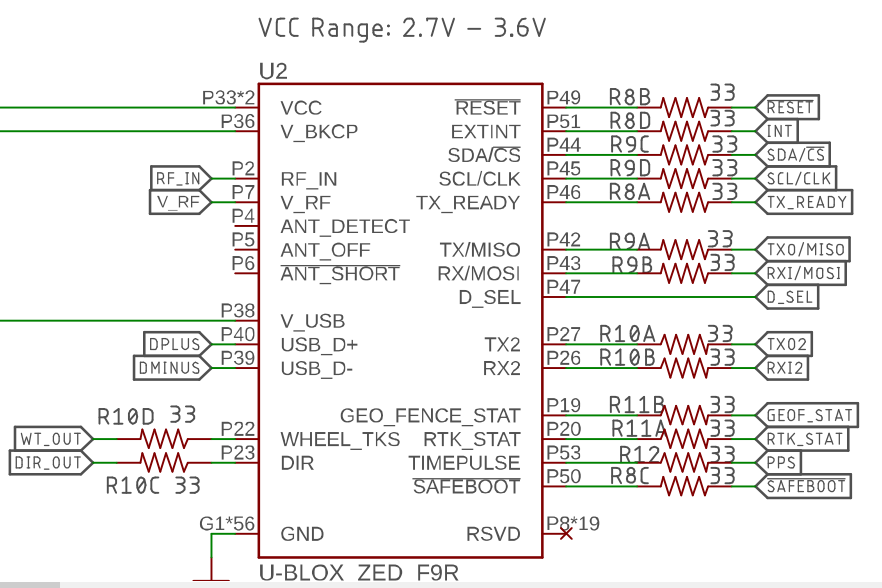 VCC Range: 2.7V – 3.6V
U2
P33*2 VCC RESET P49 R8B 33 RESET
P36 V_BKCP EXTINT P51 R8D 33 INT
SDA/CS P44 R9C 33 SDA/CS
RF_IN P2 RF_IN SCL/CLK P45 R9D 33 SCL/CLK
V_RF P7 V_RF TX_READY P46 R8A 33 TX_READY
P4 ANT_DETECT
P5 ANT_OFF TX/MISO P42 R9A 33 TXO/MISO
P6 ANT_SHORT RX/MOSI P43 R9B 33 RXI/MOSI
D_SEL P47 D_SEL
P38 V_USB
DPLUS P40 USB_D+ TX2 P27 R10A 33 TXO2
DMINUS P39 USB_D- RX2 P26 R10B 33 RXI2
GEO_FENCE_STAT P19 R11B 33 GEOF_STAT
R10D 33
WT_OUT P22 WHEEL_TKS RTK_STAT P20 R11A 33 RTK_STAT
DIR_OUT P23 DIR TIMEPULSE P53 R12 33 PPS
R10C 33
SAFEBOOT P50 R8C 33 SAFEBOOT
G1*56 GND RSVD P8*19
U-BLOX_ZED_F9R